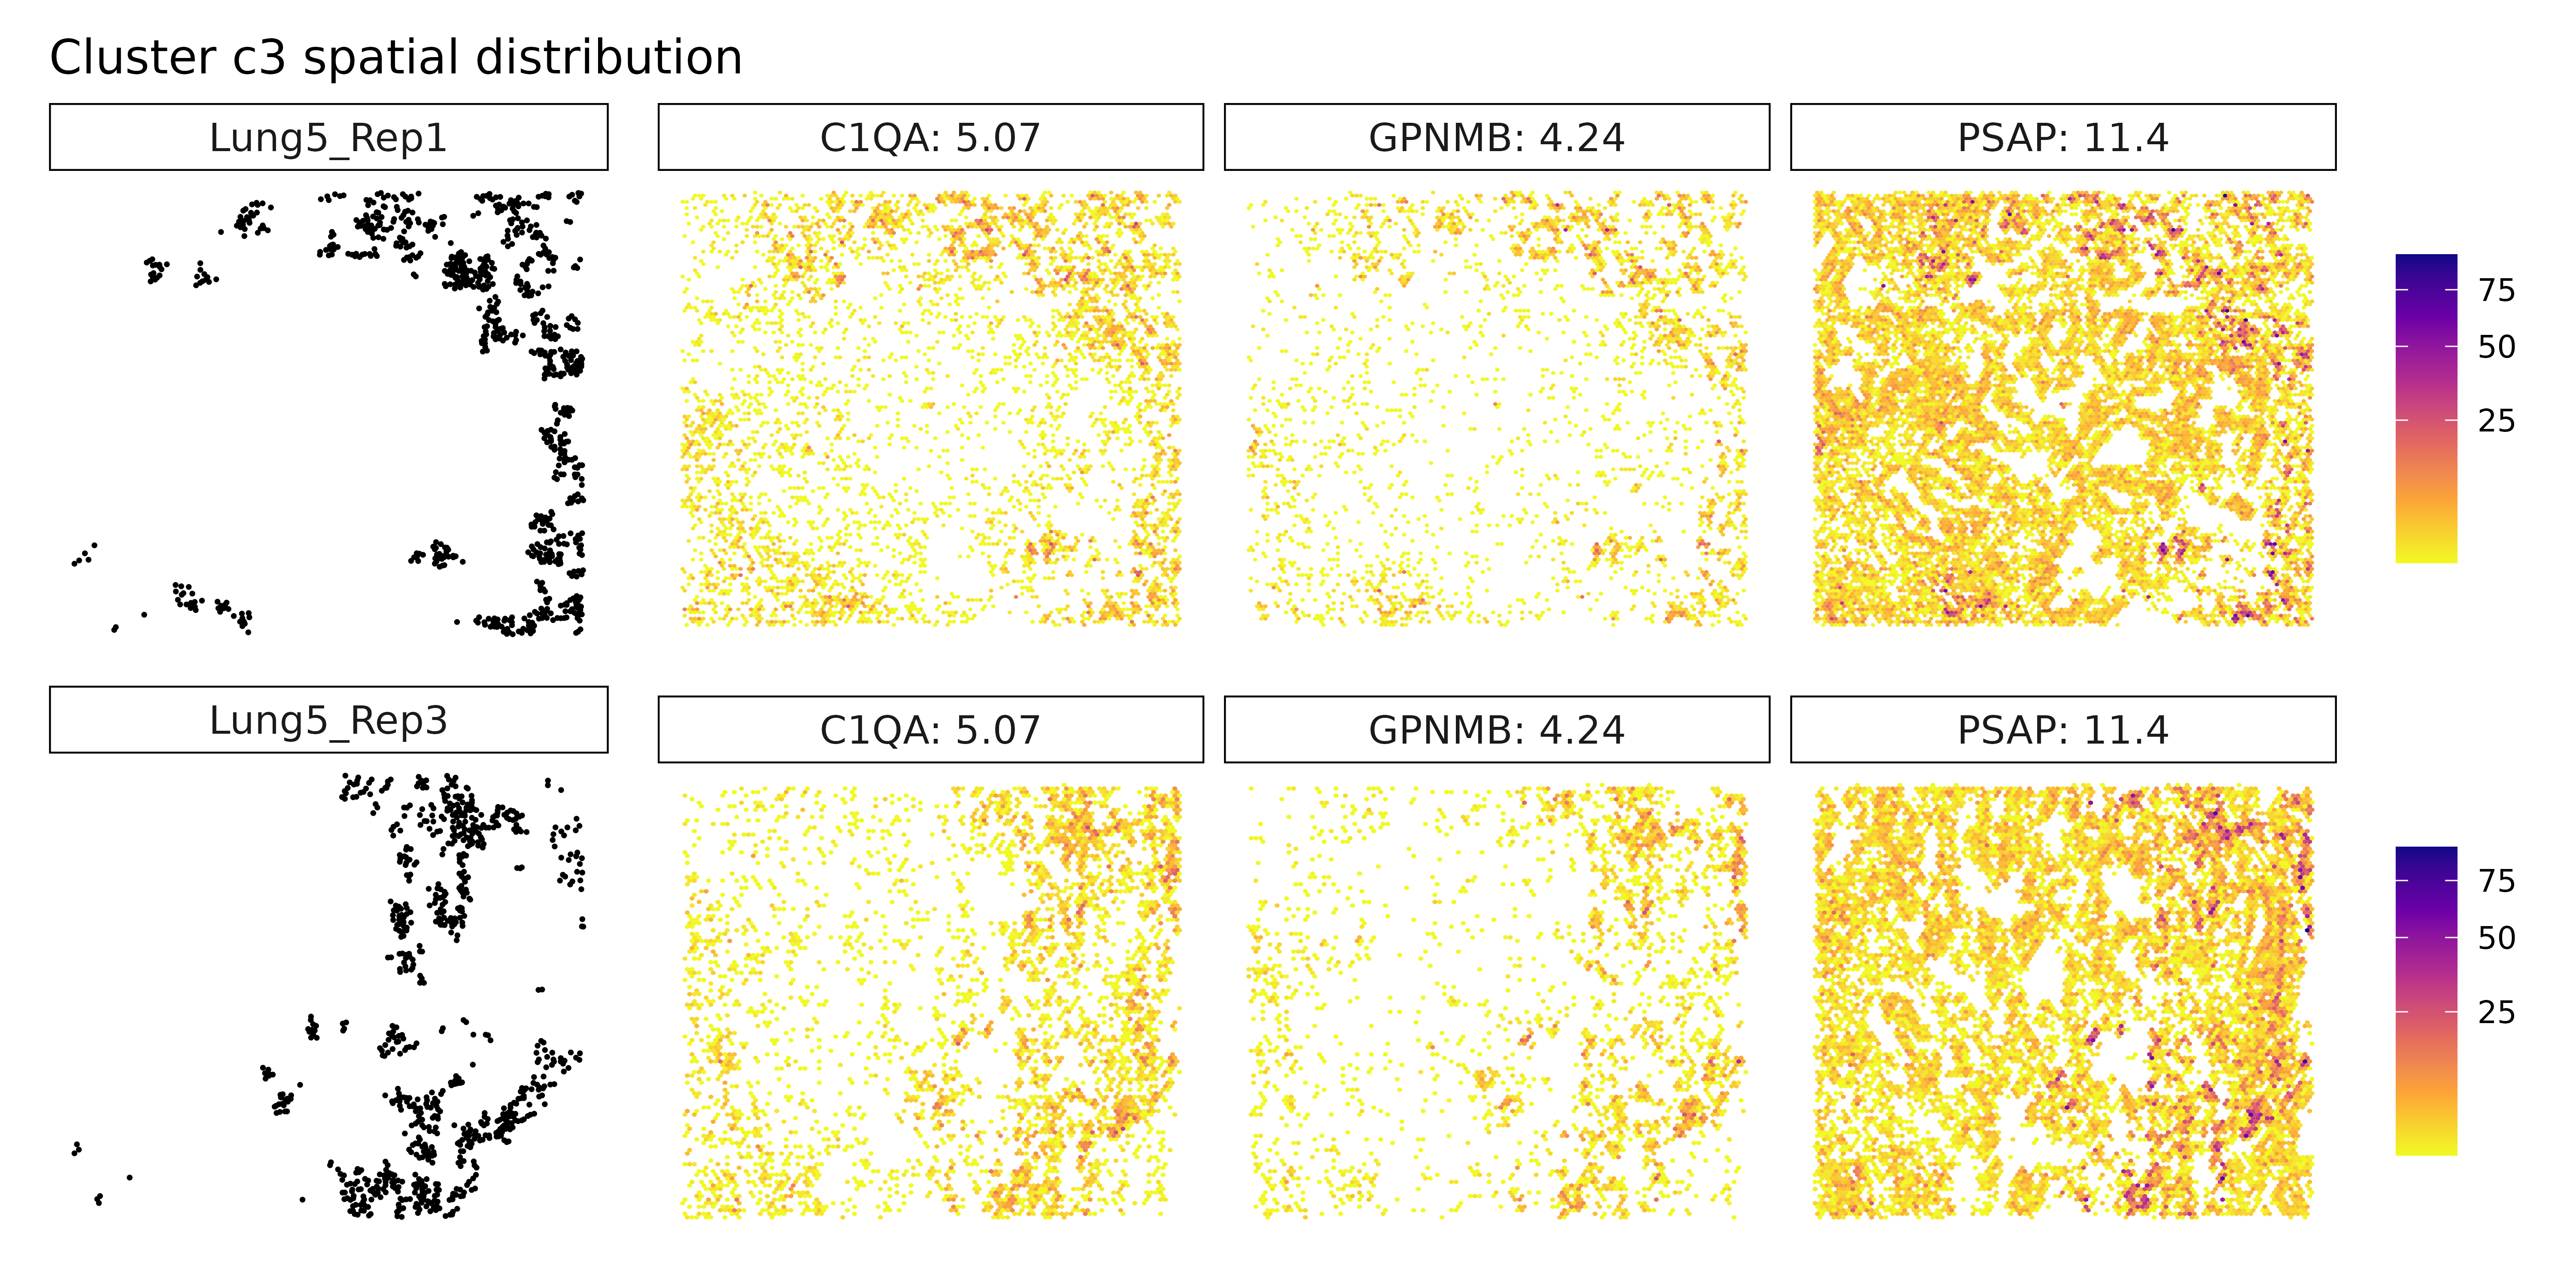 Cluster c3 spatial distribution
Lung5_Rep1
C1QA: 5.07
GPNMB: 4.24
PSAP: 11.4
75
50
25
Lung5_Rep3
C1QA: 5.07
GPNMB: 4.24
PSAP: 11.4
75
50
25